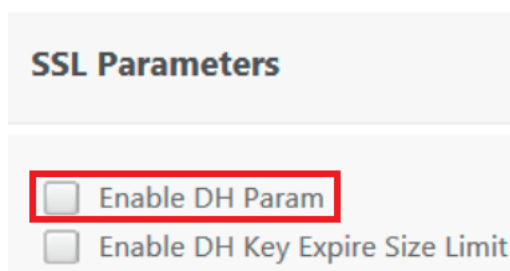 SSL Parameters
Enable DH Param
Enable DH Key Expire Size Limit